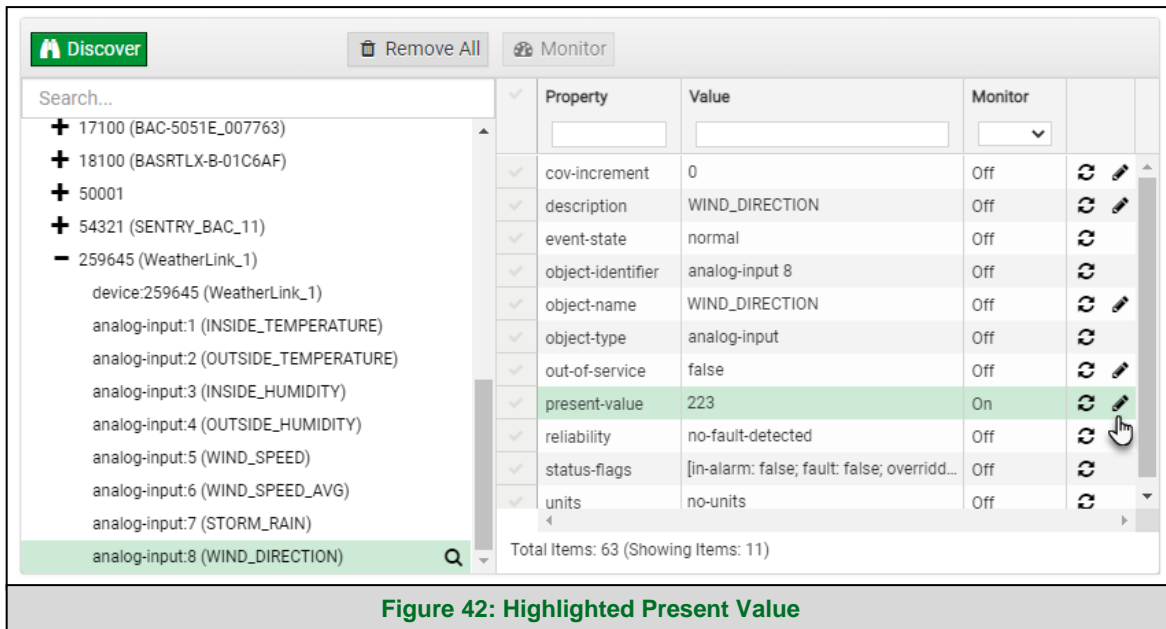 Discover
Remove All
Monitor
Search...
17100 (BAC-5051E_007763)
18100 (BASRTLX-B-01C6AF)
50001
54321 (SENTRY_BAC_11)
259645 (WeatherLink_1)
device:259645 (WeatherLink_1)
analog-input:1 (INSIDE_TEMPERATURE)
analog-input:2 (OUTSIDE_TEMPERATURE)
analog-input:3 (INSIDE_HUMIDITY)
analog-input:4 (OUTSIDE_HUMIDITY)
analog-input:5 (WIND_SPEED)
analog-input:6 (WIND_SPEED_AVG)
analog-input:7 (STORM_RAIN)
analog-input:8 (WIND_DIRECTION)
Property Value Monitor
cov-increment 0 Off
description WIND_DIRECTION Off
event-state normal Off
object-identifier analog-input 8 Off
object-name WIND_DIRECTION Off
object-type analog-input Off
out-of-service false Off
present-value 223 On
reliability no-fault-detected Off
status-flags [in-alarm: false; fault: false; overridd... Off
units no-units Off
Total Items: 63 (Showing Items: 11)
Figure 42: Highlighted Present Value